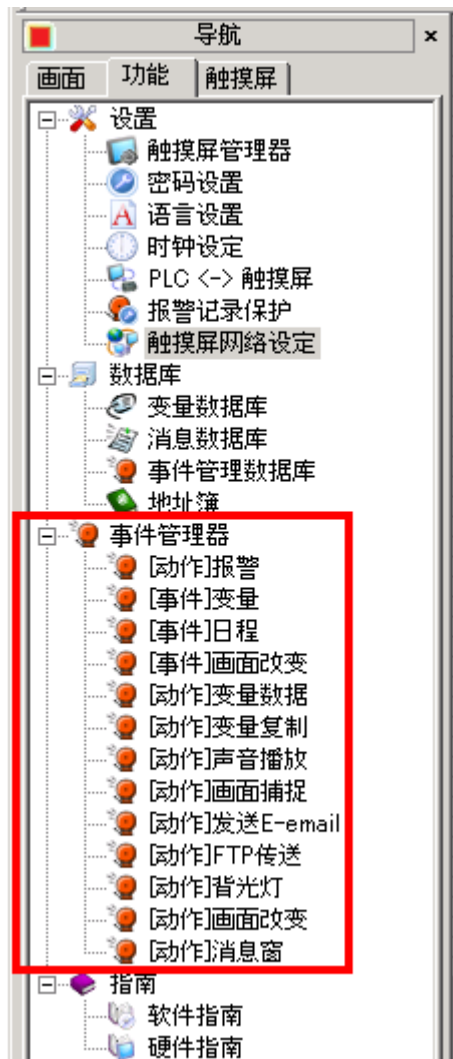 导航 ×
画面 功能 触摸屏
设置
触摸屏管理器
密码设置
A 语言设置
时钟设定
PLC <-> 触摸屏
报警记录保护
触摸屏网络设定
数据库
变量数据库
消息数据库
事件管理数据库
地址簿
事件管理器
[动作]报警
[事件]变量
[事件]日程
[事件]画面改变
[动作]变量数据
[动作]变量复制
[动作]声音播放
[动作]画面捕捉
[动作]发送E-email
[动作]FTP传送
[动作]背光灯
[动作]画面改变
[动作]消息窗
指南
软件指南
硬件指南